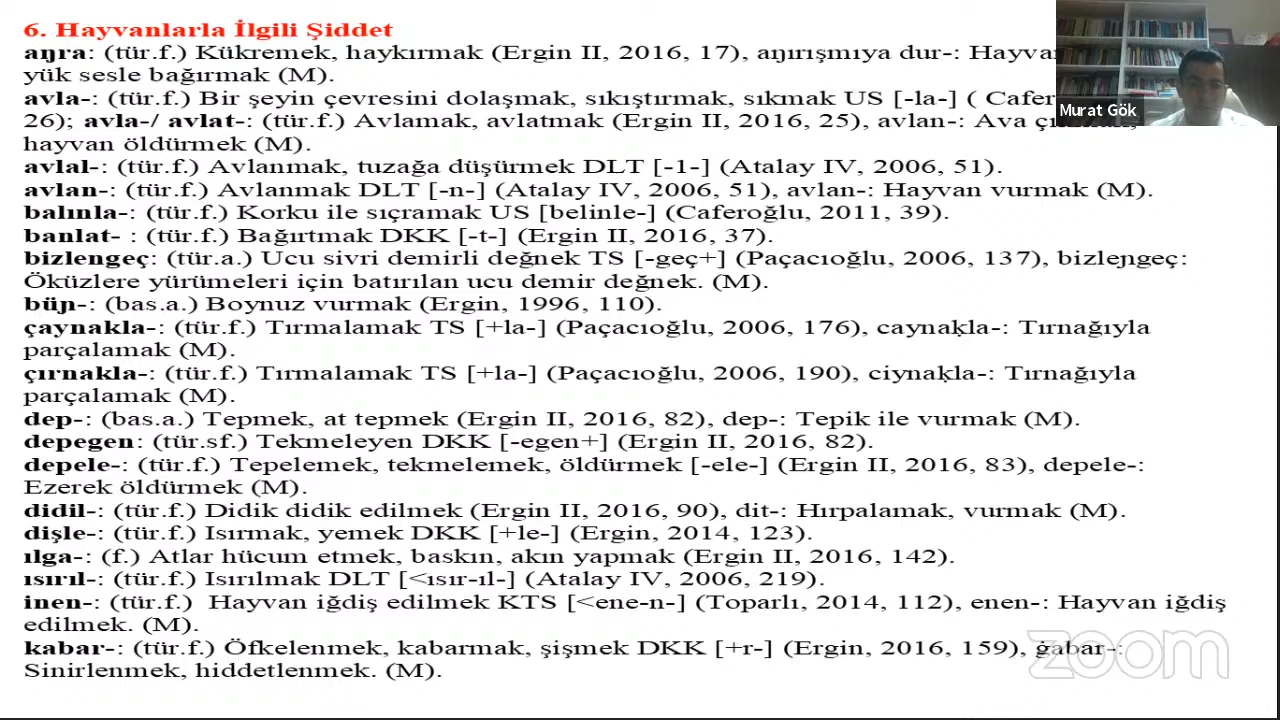 6. Hayvanlarla İlgili Şiddet
aŋra: (tür.f.) Kükremek, haykırmak (Ergin II, 2016, 17), aŋırışmıya dur-: Hayvan
yük sesle bağırmak (M).
avla-: (tür.f.) Bir şeyin çevresini dolaşmak, sıkıştırmak, sıkmak US [-la-] ( Cafer
26); avla-/ avlat-: (tür.f.) Avlamak, avlatmak (Ergin II, 2016, 25), avlan-: Ava
hayvan öldürmek (M).
avlal-: (tür.f.) Avlanmak, tuzağa düşürmek DLT [-1-] (Atalay IV, 2006, 51).
avlan-: (tür.f.) Avlanmak DLT [-n-] (Atalay IV, 2006, 51), avlan-: Hayvan vurmak (M).
balınla-: (tür.f.) Korku ile sıçramak US [belinle-] (Caferoğlu, 2011, 39).
banlat- : (tür.f.) Bağırtmak DKK [-t-] (Ergin II, 2016, 37).
bizlengeç: (tür.a.) Ucu sivri demirli değnek TS [-geç+] (Paçacıoğlu, 2006, 137), bizleŋgeç:
Öküzlere yürümeleri için batırılan ucu demir değnek. (M).
büŋ-: (bas.a.) Boynuz vurmak (Ergin, 1996, 110).
çaynakla-: (tür.f.) Tırmalamak TS [+la-] (Paçacıoğlu, 2006, 176), caynaḳla-: Tırnağıyla
parçalamak (M).
çırnakla-: (tür.f.) Tırmalamak TS [+la-] (Paçacıoğlu, 2006, 190), ciynaḳla-: Tırnağıyla
parçalamak (M).
dep-: (bas.a.) Tepmek, at tepmek (Ergin II, 2016, 82), dep-: Tepik ile vurmak (M).
depegen: (tür.sf.) Tekmeleyen DKK [-egen+] (Ergin II, 2016, 82).
depele-: (tür.f.) Tepelemek, tekmelemek, öldürmek [-ele-] (Ergin II, 2016, 83), depele-:
Ezerek öldürmek (M).
didil-: (tür.f.) Didik didik edilmek (Ergin II, 2016, 90), dit-: Hırpalamak, vurmak (M).
dişle-: (tür.f.) Isırmak, yemek DKK [+le-] (Ergin, 2014, 123).
ılga-: (f.) Atlar hücum etmek, baskın, akın yapmak (Ergin II, 2016, 142).
ısırıl-: (tür.f.) Isırılmak DLT [<ısır-ıl-] (Atalay IV, 2006, 219).
inen-: (tür.f.) Hayvan iğdiş edilmek KTS [<ene-n-] (Toparlı, 2014, 112), enen-: Hayvan iğdiş
edilmek. (M).
kabar-: (tür.f.) Öfkelenmek, kabarmak, şişmek DKK [+r-] (Ergin, 2016, 159), ġabar-:
Sinirlenmek, hiddetlenmek. (M).
Murat Gök
zoom